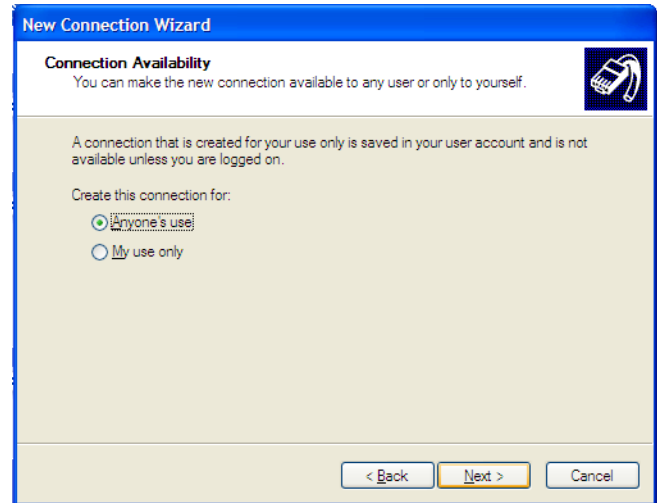 New Connection Wizard
Connection Availability
You can make the new connection available to any user or only to yourself.
A connection that is created for your use only is saved in your user account and is not
available unless you are logged on.
Create this connection for:
Anyone's use
My use only
< Back
Next >
Cancel